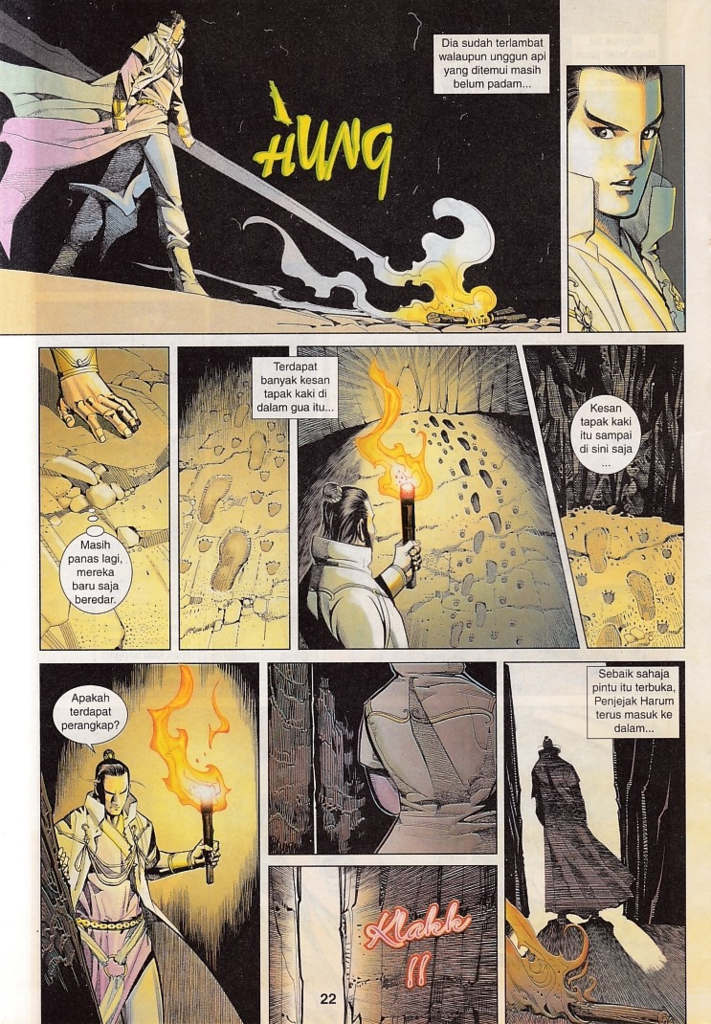 Dia sudah terlambat
walaupun unggun api
yang ditemui masih
belum padam...
HUNG
Masih
panas lagi,
mereka
baru saja
beredar.
Terdapat
banyak kesan
tapak kaki di
dalam gua itu...
Kesan
tapak kaki
itu sampai
di sini saja
...
Apakah
terdapat
perangkap?
Klakk
!!
Sebaik sahaja
pintu itu terbuka,
Penjejak Harum
terus masuk ke
dalam...
22